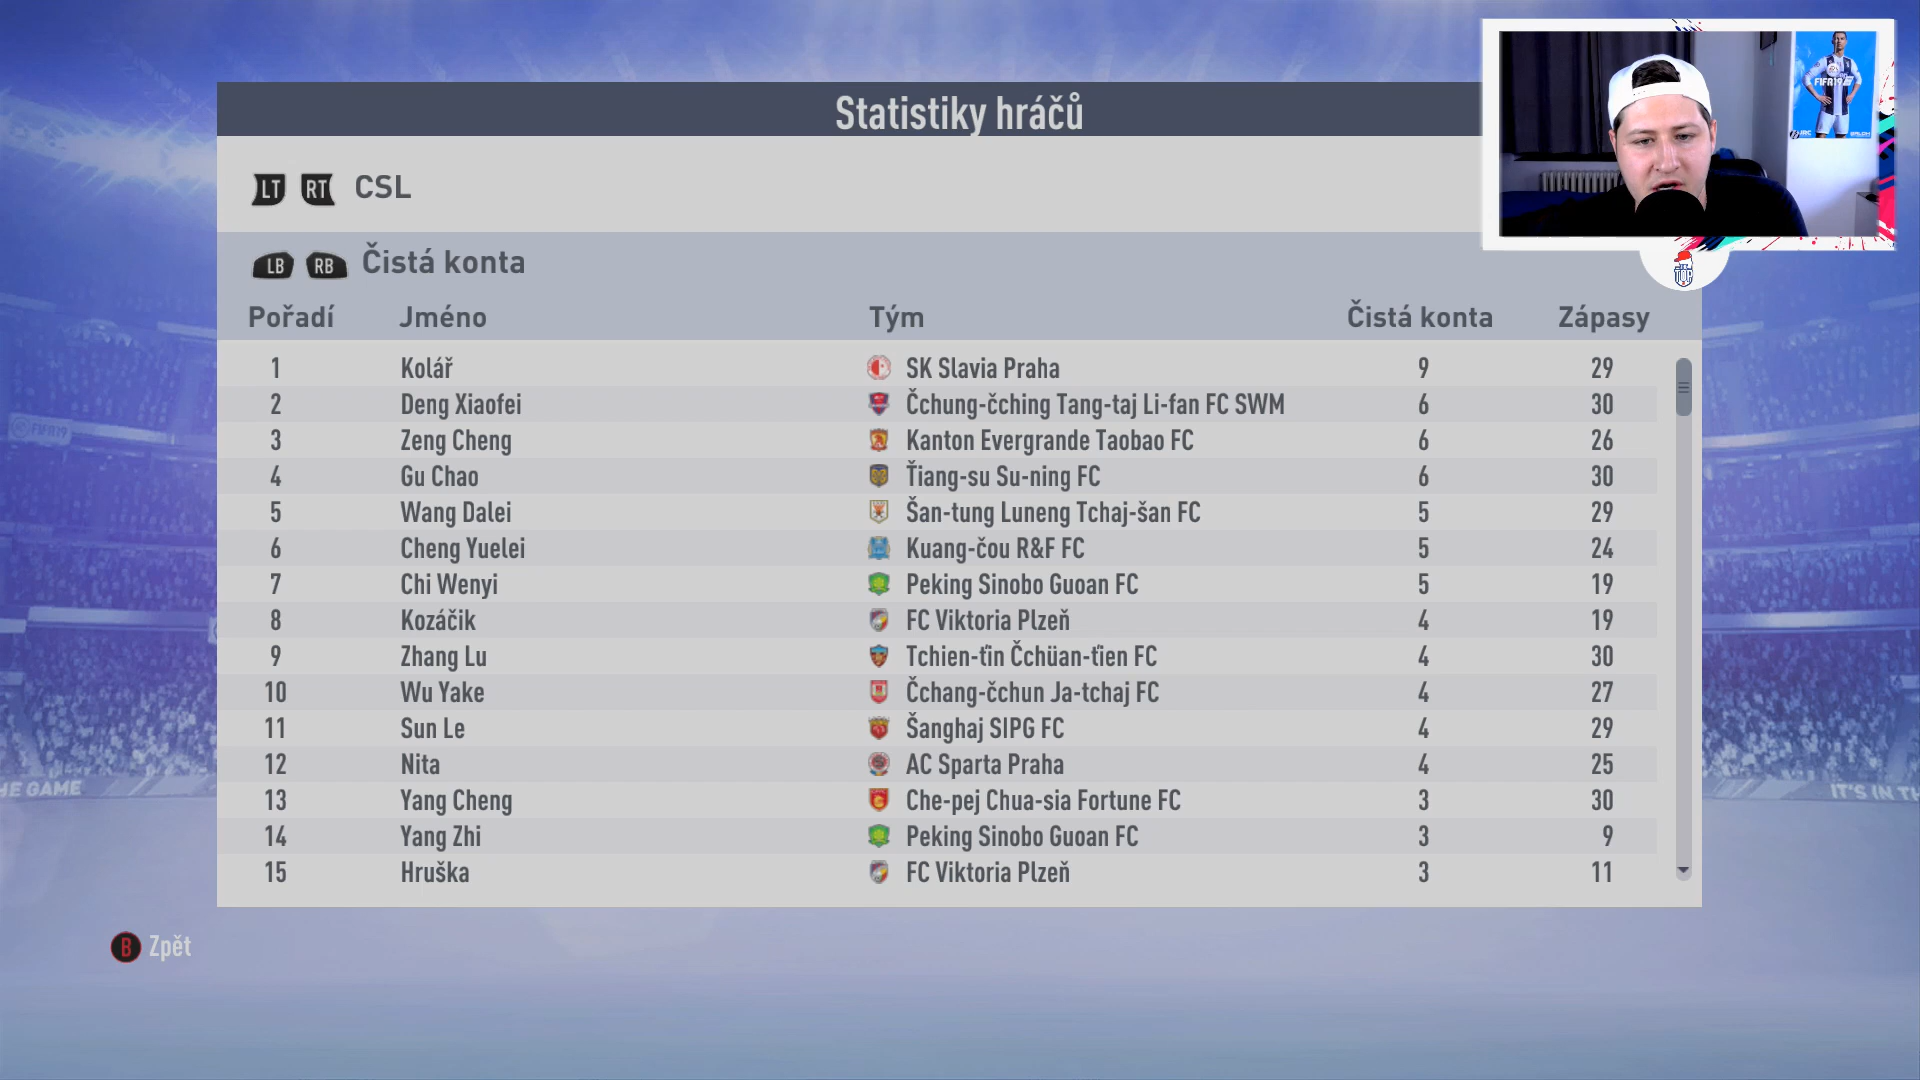 Statistiky hráčů
LT RT CSL
LB RB Čistá konta
Pořadí Jméno Tým Čistá konta Zápasy
1 Kolář SK Slavia Praha 9 29
2 Deng Xiaofei Čchung-čching Tang-taj Li-fan FC SWM 6 30
3 Zeng Cheng Kanton Evergrande Taobao FC 6 26
4 Gu Chao Ťiang-su Su-ning FC 6 30
5 Wang Dalei Šan-tung Luneng Tchaj-šan FC 5 29
6 Cheng Yuelei Kuang-čou R&F FC 5 24
7 Chi Wenyi Peking Sinobo Guoan FC 5 19
8 Kozáčik FC Viktoria Plzeň 4 19
9 Zhang Lu Tchien-ťin Čchüan-ťien FC 4 30
10 Wu Yake Čchang-čchun Ja-tchaj FC 4 27
11 Sun Le Šanghaj SIPG FC 4 29
12 Nita AC Sparta Praha 4 25
13 Yang Cheng Che-pej Chua-sia Fortune FC 3 30
14 Yang Zhi Peking Sinobo Guoan FC 3 9
15 Hruška FC Viktoria Plzeň 3 11
B Zpět
FIFA 19
FIFA19
HE GAME
IT'S IN TH